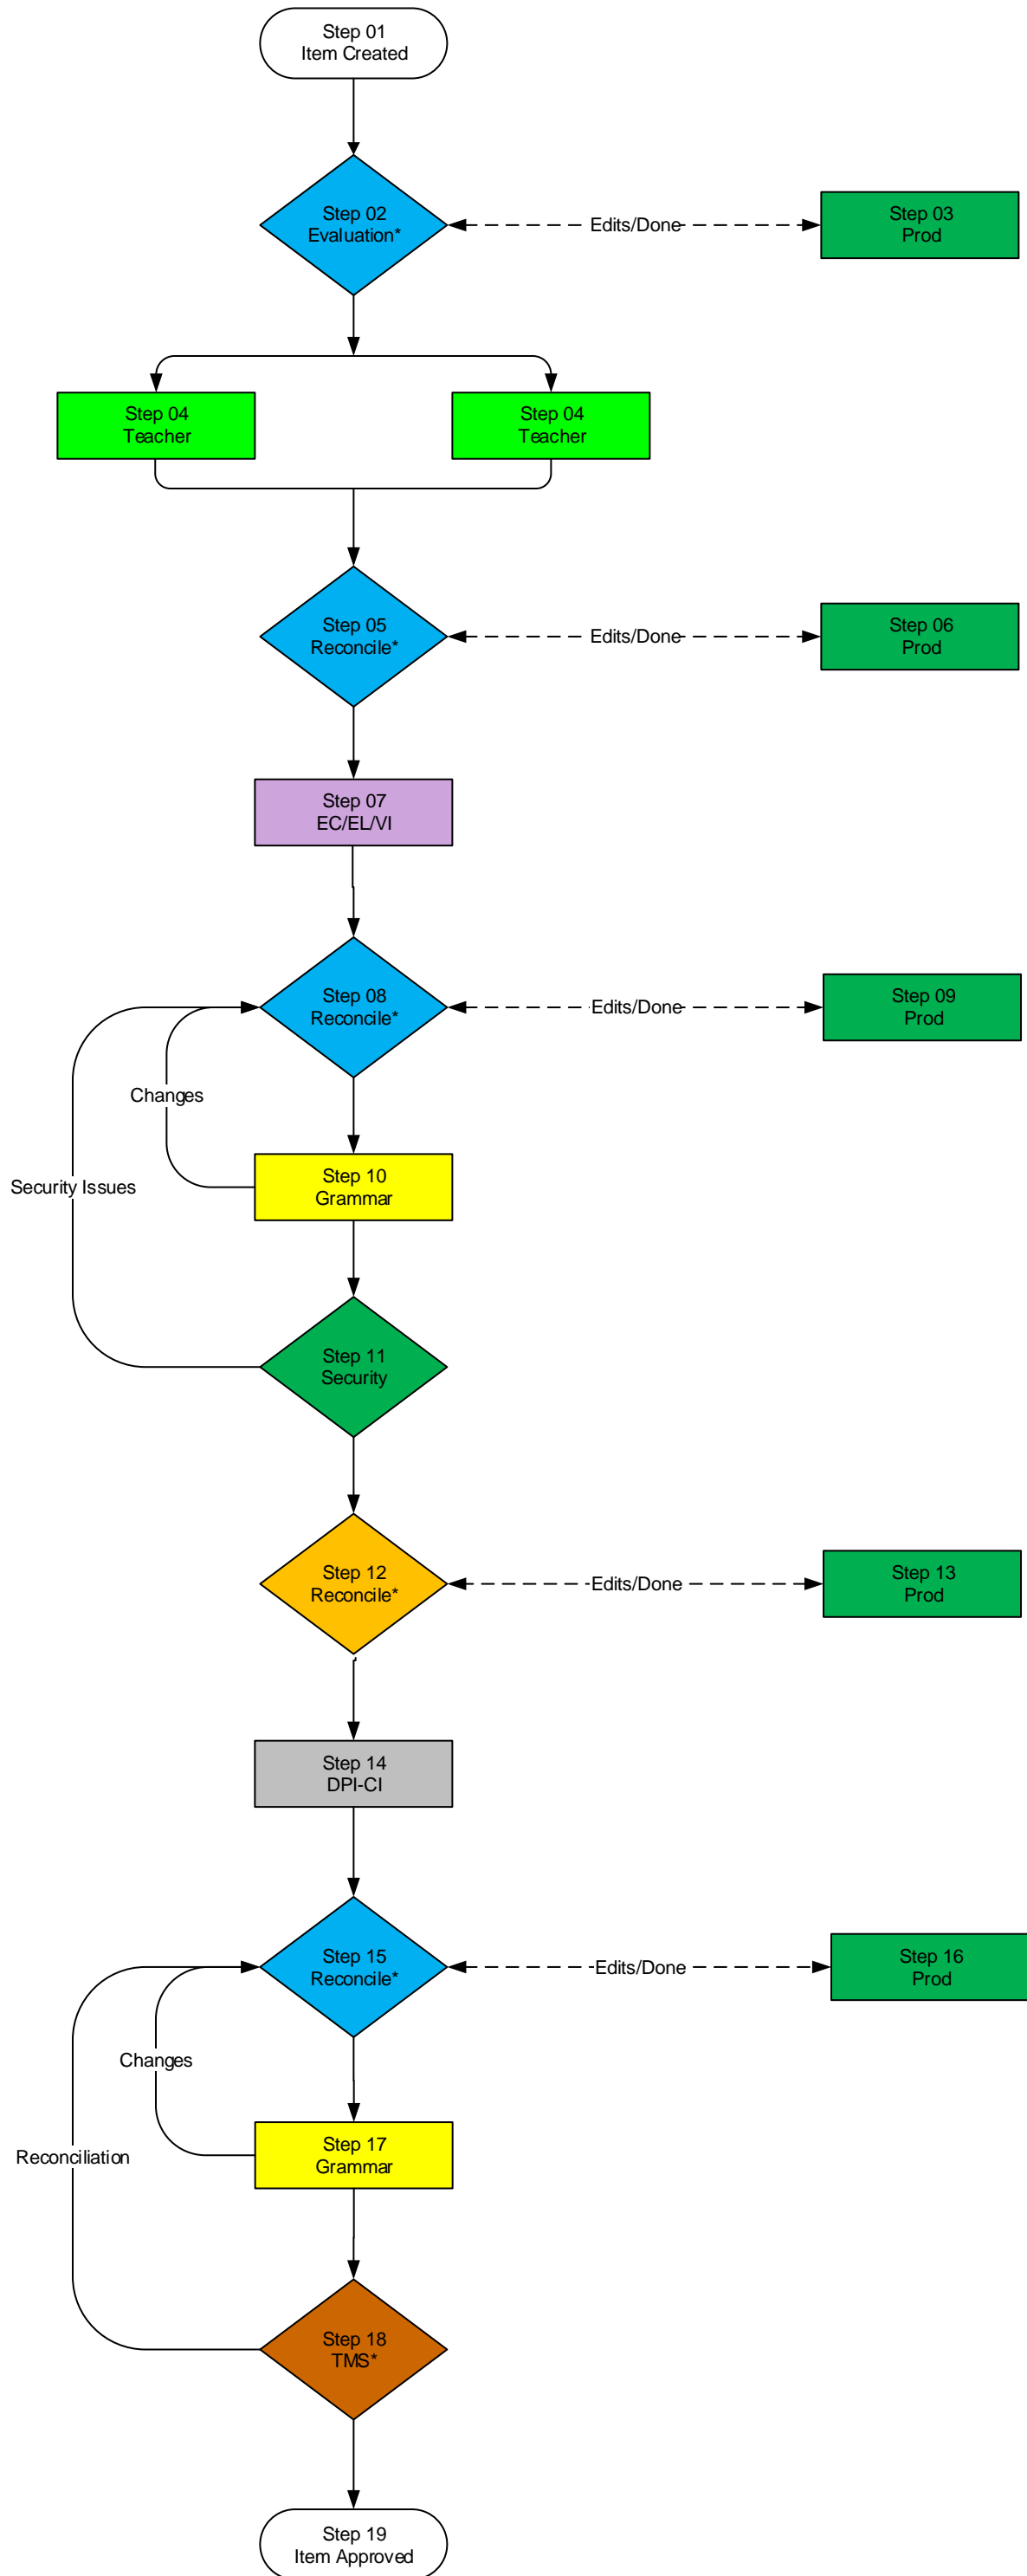 Step 01
Item Created
Step 02
Evaluation*
Edits/Done
Step 03
Prod
Step 04
Teacher
Step 04
Teacher
Step 05
Reconcile*
Edits/Done
Step 06
Prod
Step 07
EC/EL/VI
Step 08
Reconcile*
Edits/Done
Step 09
Prod
Changes
Security Issues
Step 10
Grammar
Step 11
Security
Step 12
Reconcile*
Edits/Done
Step 13
Prod
Step 14
DPI-CI
Step 15
Reconcile*
Edits/Done
Step 16
Prod
Changes
Reconciliation
Step 17
Grammar
Step 18
TMS*
Step 19
Item Approved